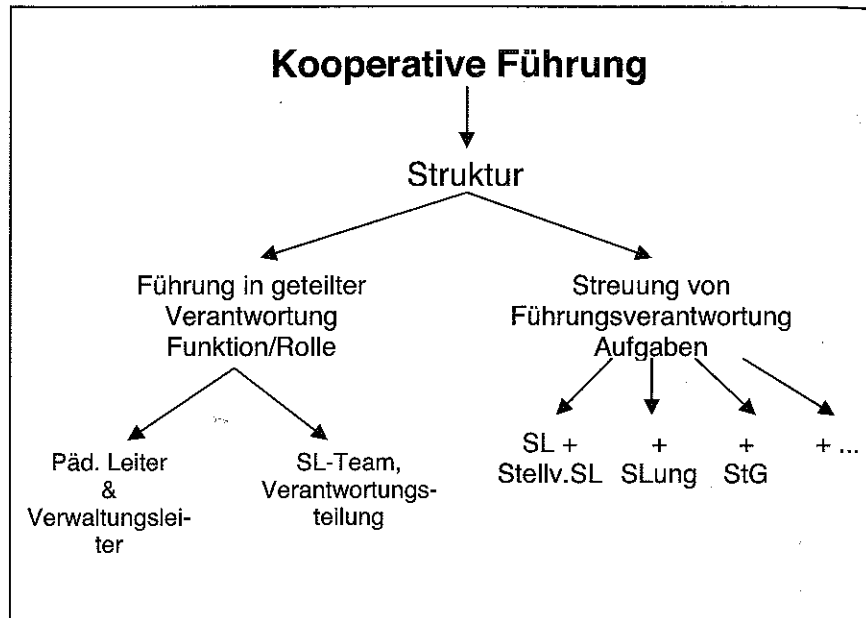 Kooperative Führung
Struktur
Führung in geteilter
Verantwortung
Funktion/Rolle
Streuung von
Führungsverantwortung
Aufgaben
Päd. Leiter
&
Verwaltungslei-
ter
SL-Team,
Verantwortungs-
teilung
SL + + + + ...
Stellv.SL SLung StG